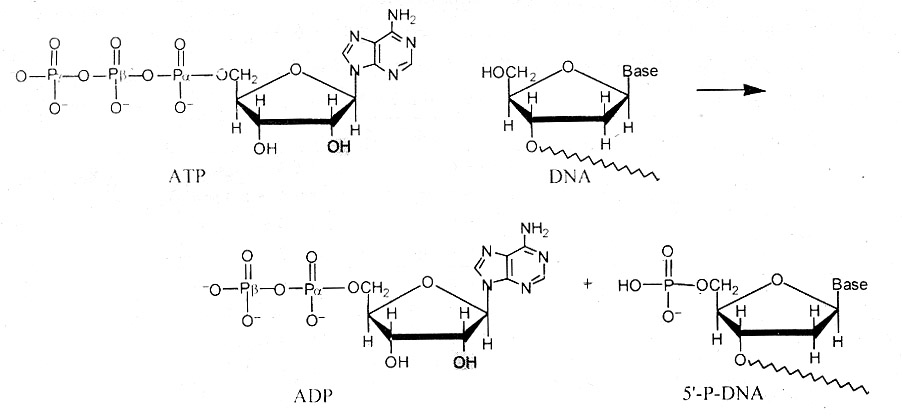 NH₂
N
N
N
N
O
O
O
O–Pγ–O–Pβ–O–Pα–OCH₂
O⁻
O⁻
O⁻
O
H
H
H
H
OH
OH
ATP
HOCH₂
O
Base
H
H
H
H
O
DNA
NH₂
N
N
N
N
O
O
⁻O–Pβ–O–Pα–OCH₂
O⁻
O⁻
O
H
H
H
H
OH
OH
ADP
+
O
HO–P–OCH₂
O⁻
O
Base
H
H
H
H
H
O
5'-P-DNA